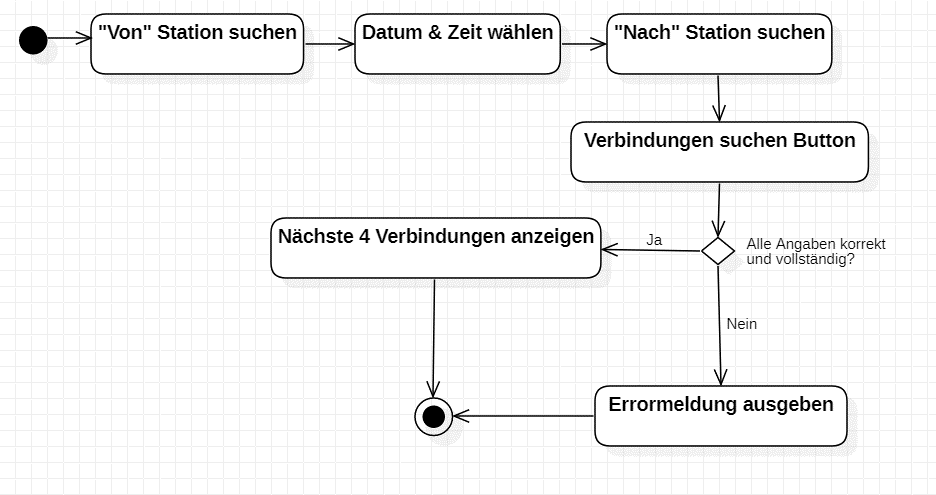 "Von" Station suchen
Datum & Zeit wählen
"Nach" Station suchen
Verbindungen suchen Button
Nächste 4 Verbindungen anzeigen
Ja
Alle Angaben korrekt
und vollständig?
Nein
Errormeldung ausgeben